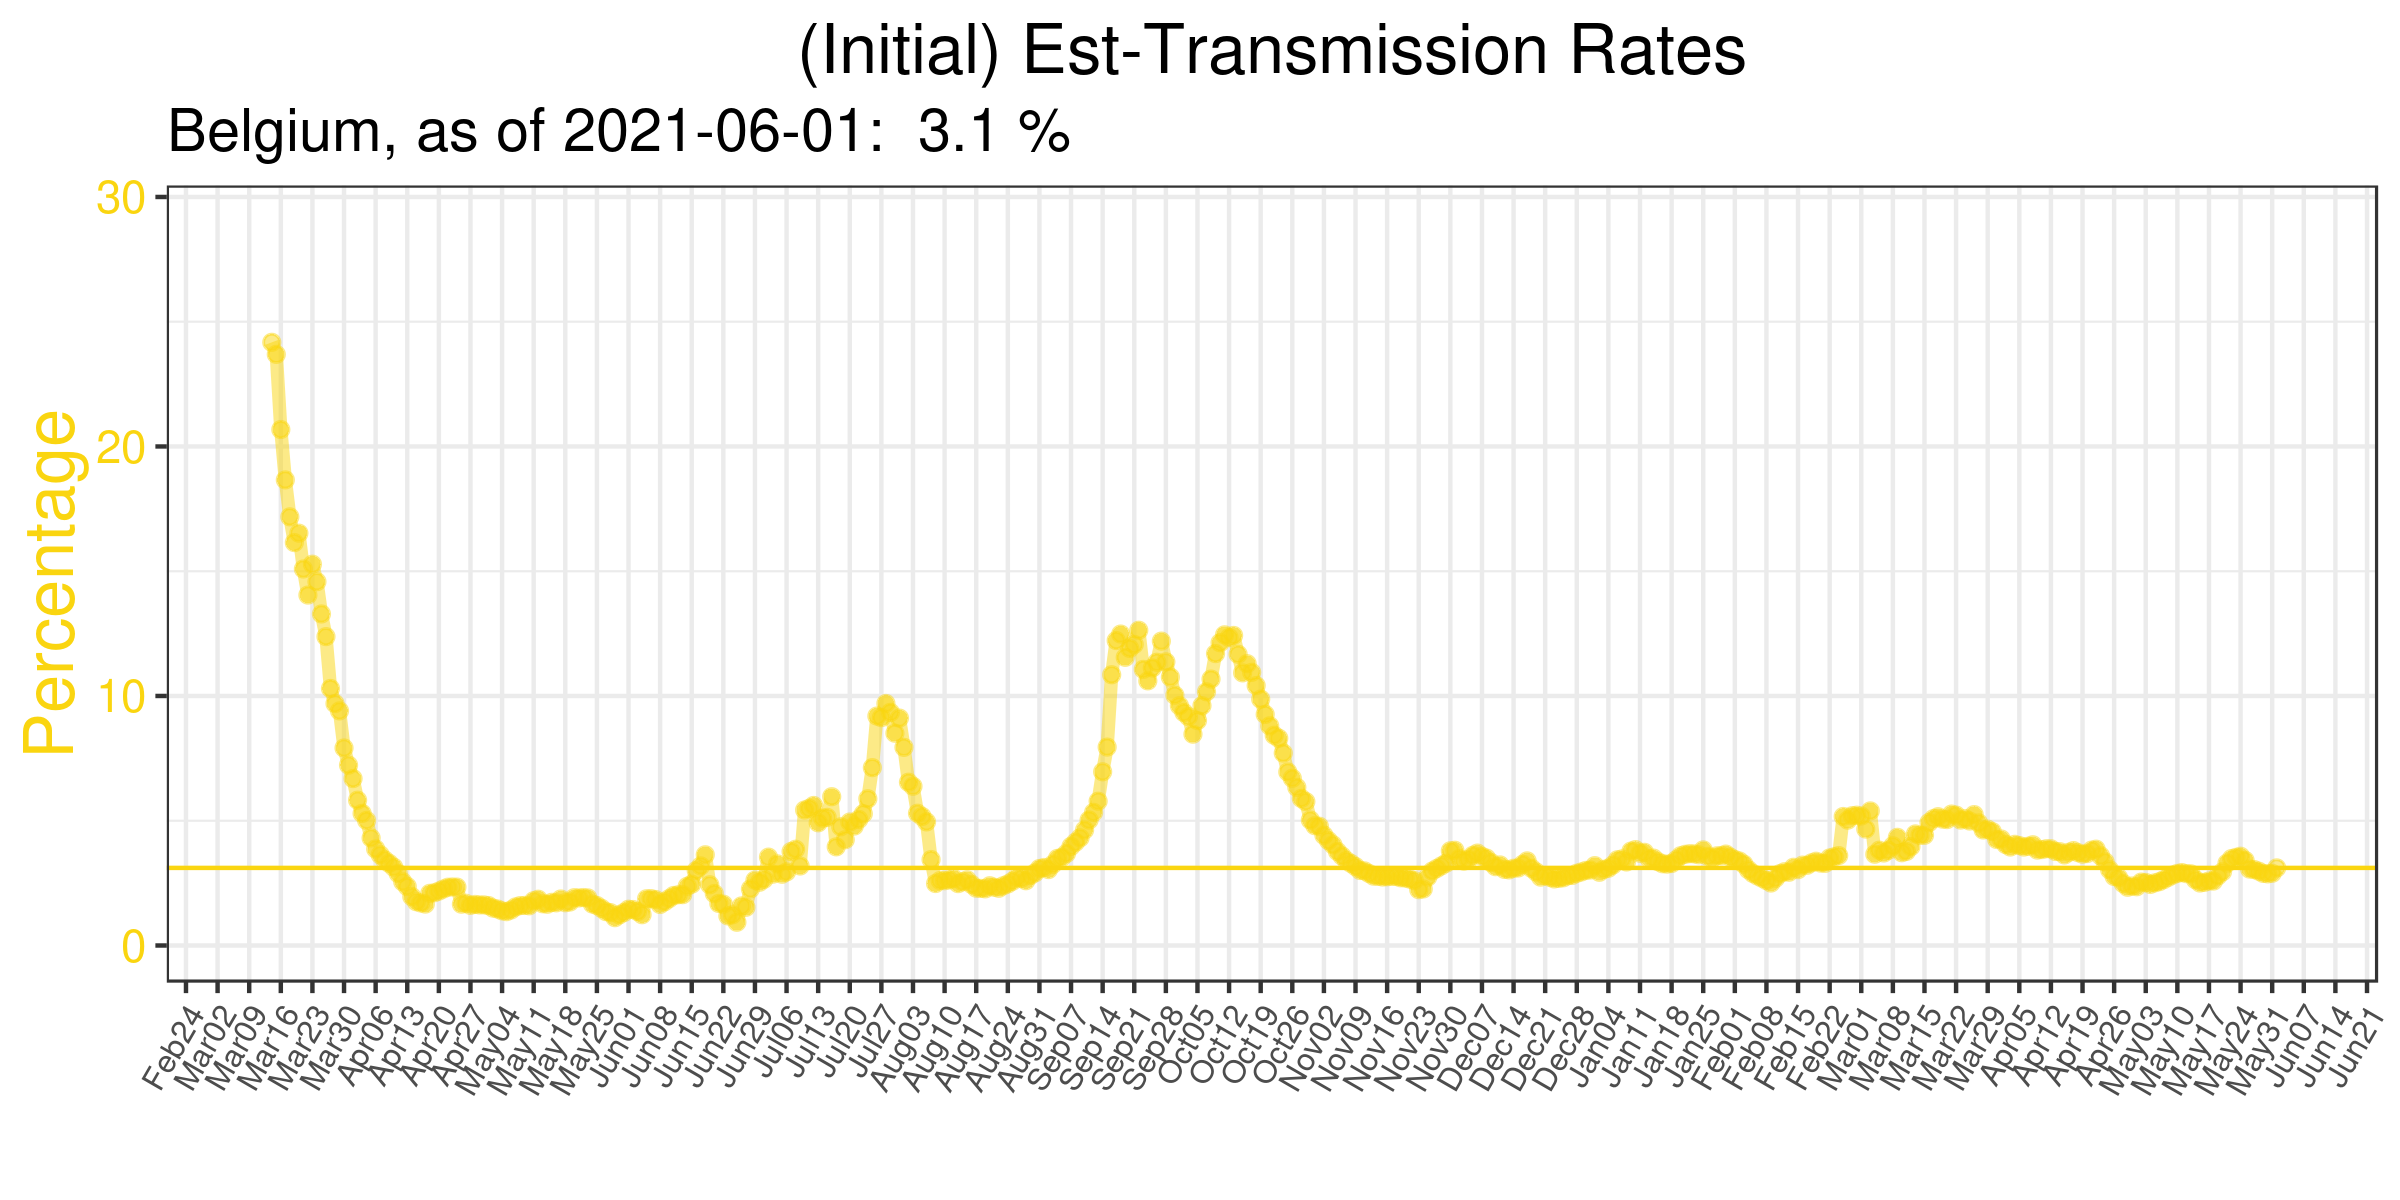 (Initial) Est-Transmission Rates
Belgium, as of 2021-06-01:  3.1 %
Percentage
30
20
10
0
Feb24
Mar02
Mar09
Mar16
Mar23
Mar30
Apr06
Apr13
Apr20
Apr27
May04
May11
May18
May25
Jun01
Jun08
Jun15
Jun22
Jun29
Jul06
Jul13
Jul20
Jul27
Aug03
Aug10
Aug17
Aug24
Aug31
Sep07
Sep14
Sep21
Sep28
Oct05
Oct12
Oct19
Oct26
Nov02
Nov09
Nov16
Nov23
Nov30
Dec07
Dec14
Dec21
Dec28
Jan04
Jan11
Jan18
Jan25
Feb01
Feb08
Feb15
Feb22
Mar01
Mar08
Mar15
Mar22
Mar29
Apr05
Apr12
Apr19
Apr26
May03
May10
May17
May24
May31
Jun07
Jun14
Jun21